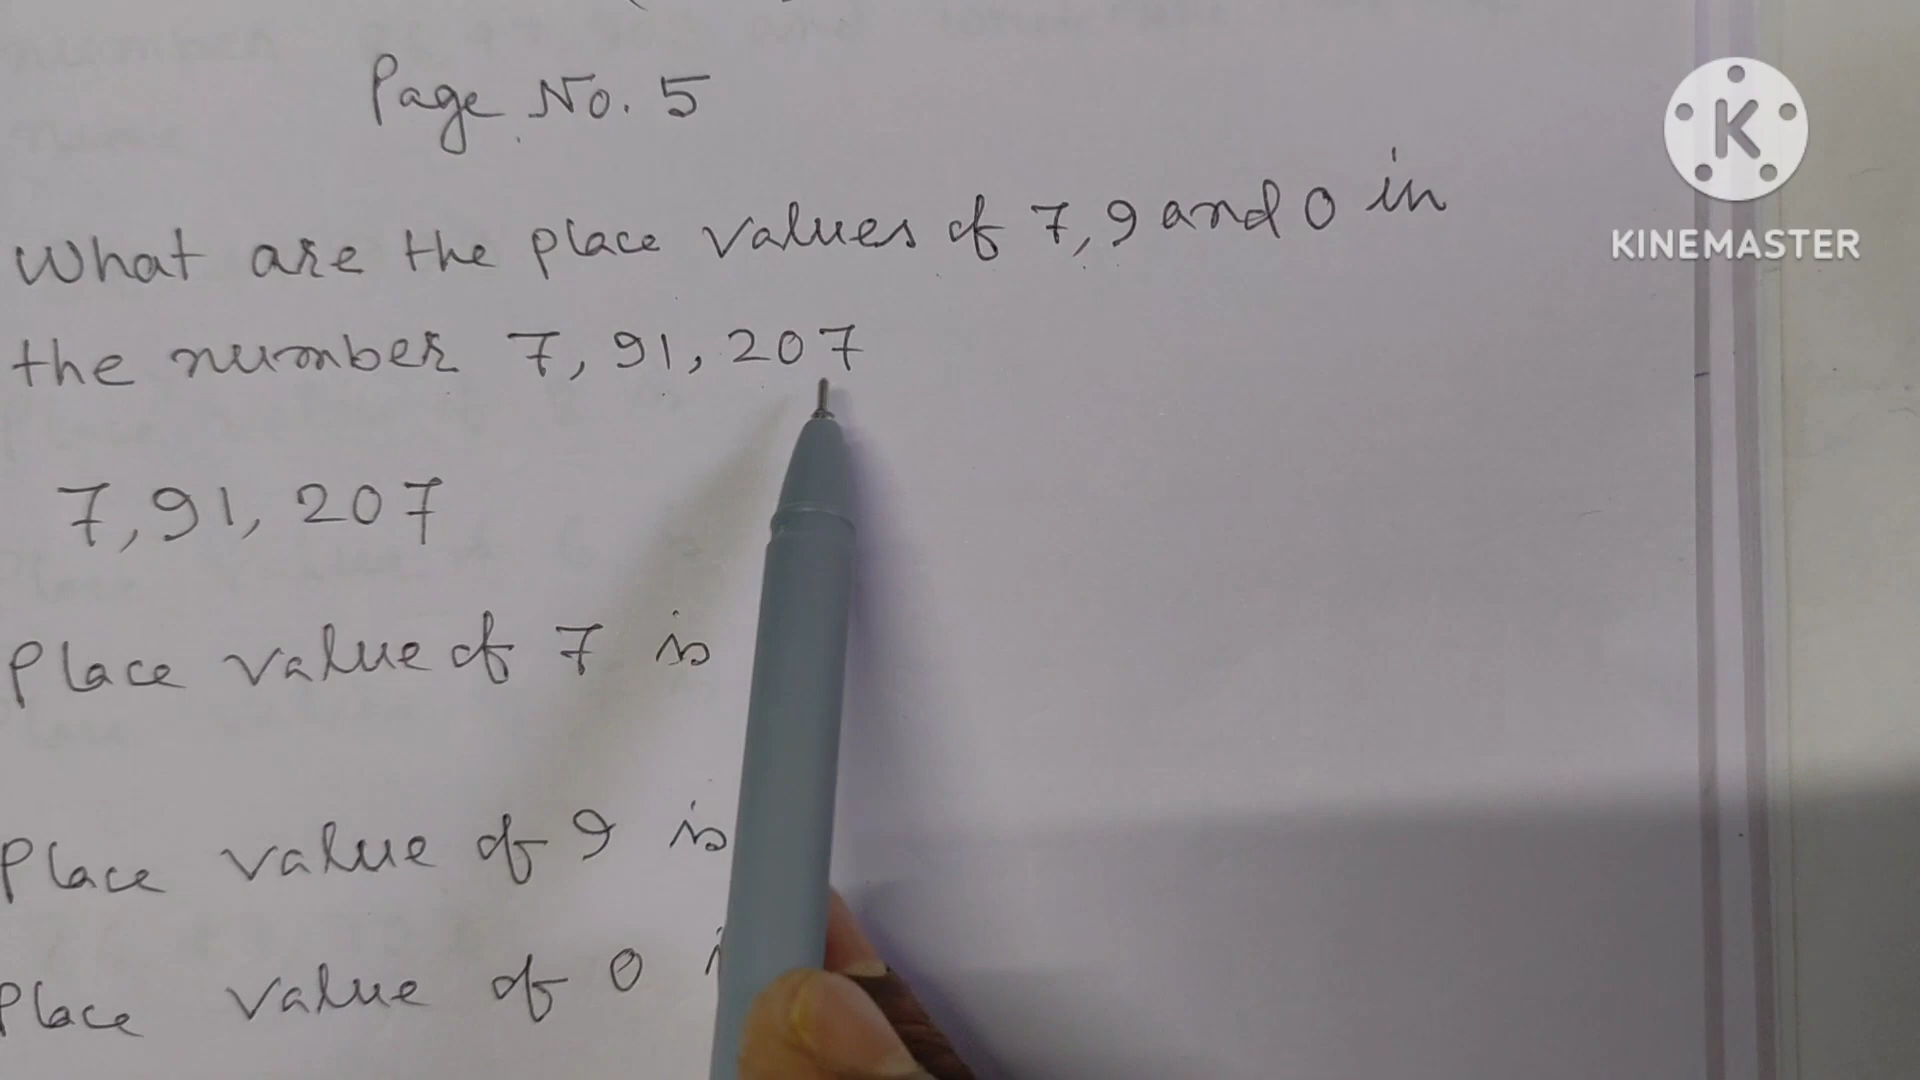 Page No. 5
What are the place values of 7, 9 and 0 in
the number 7, 91, 207
7, 91, 207
Place value of 7 is
Place value of 9 is
Place value of 0
K
KINEMASTER